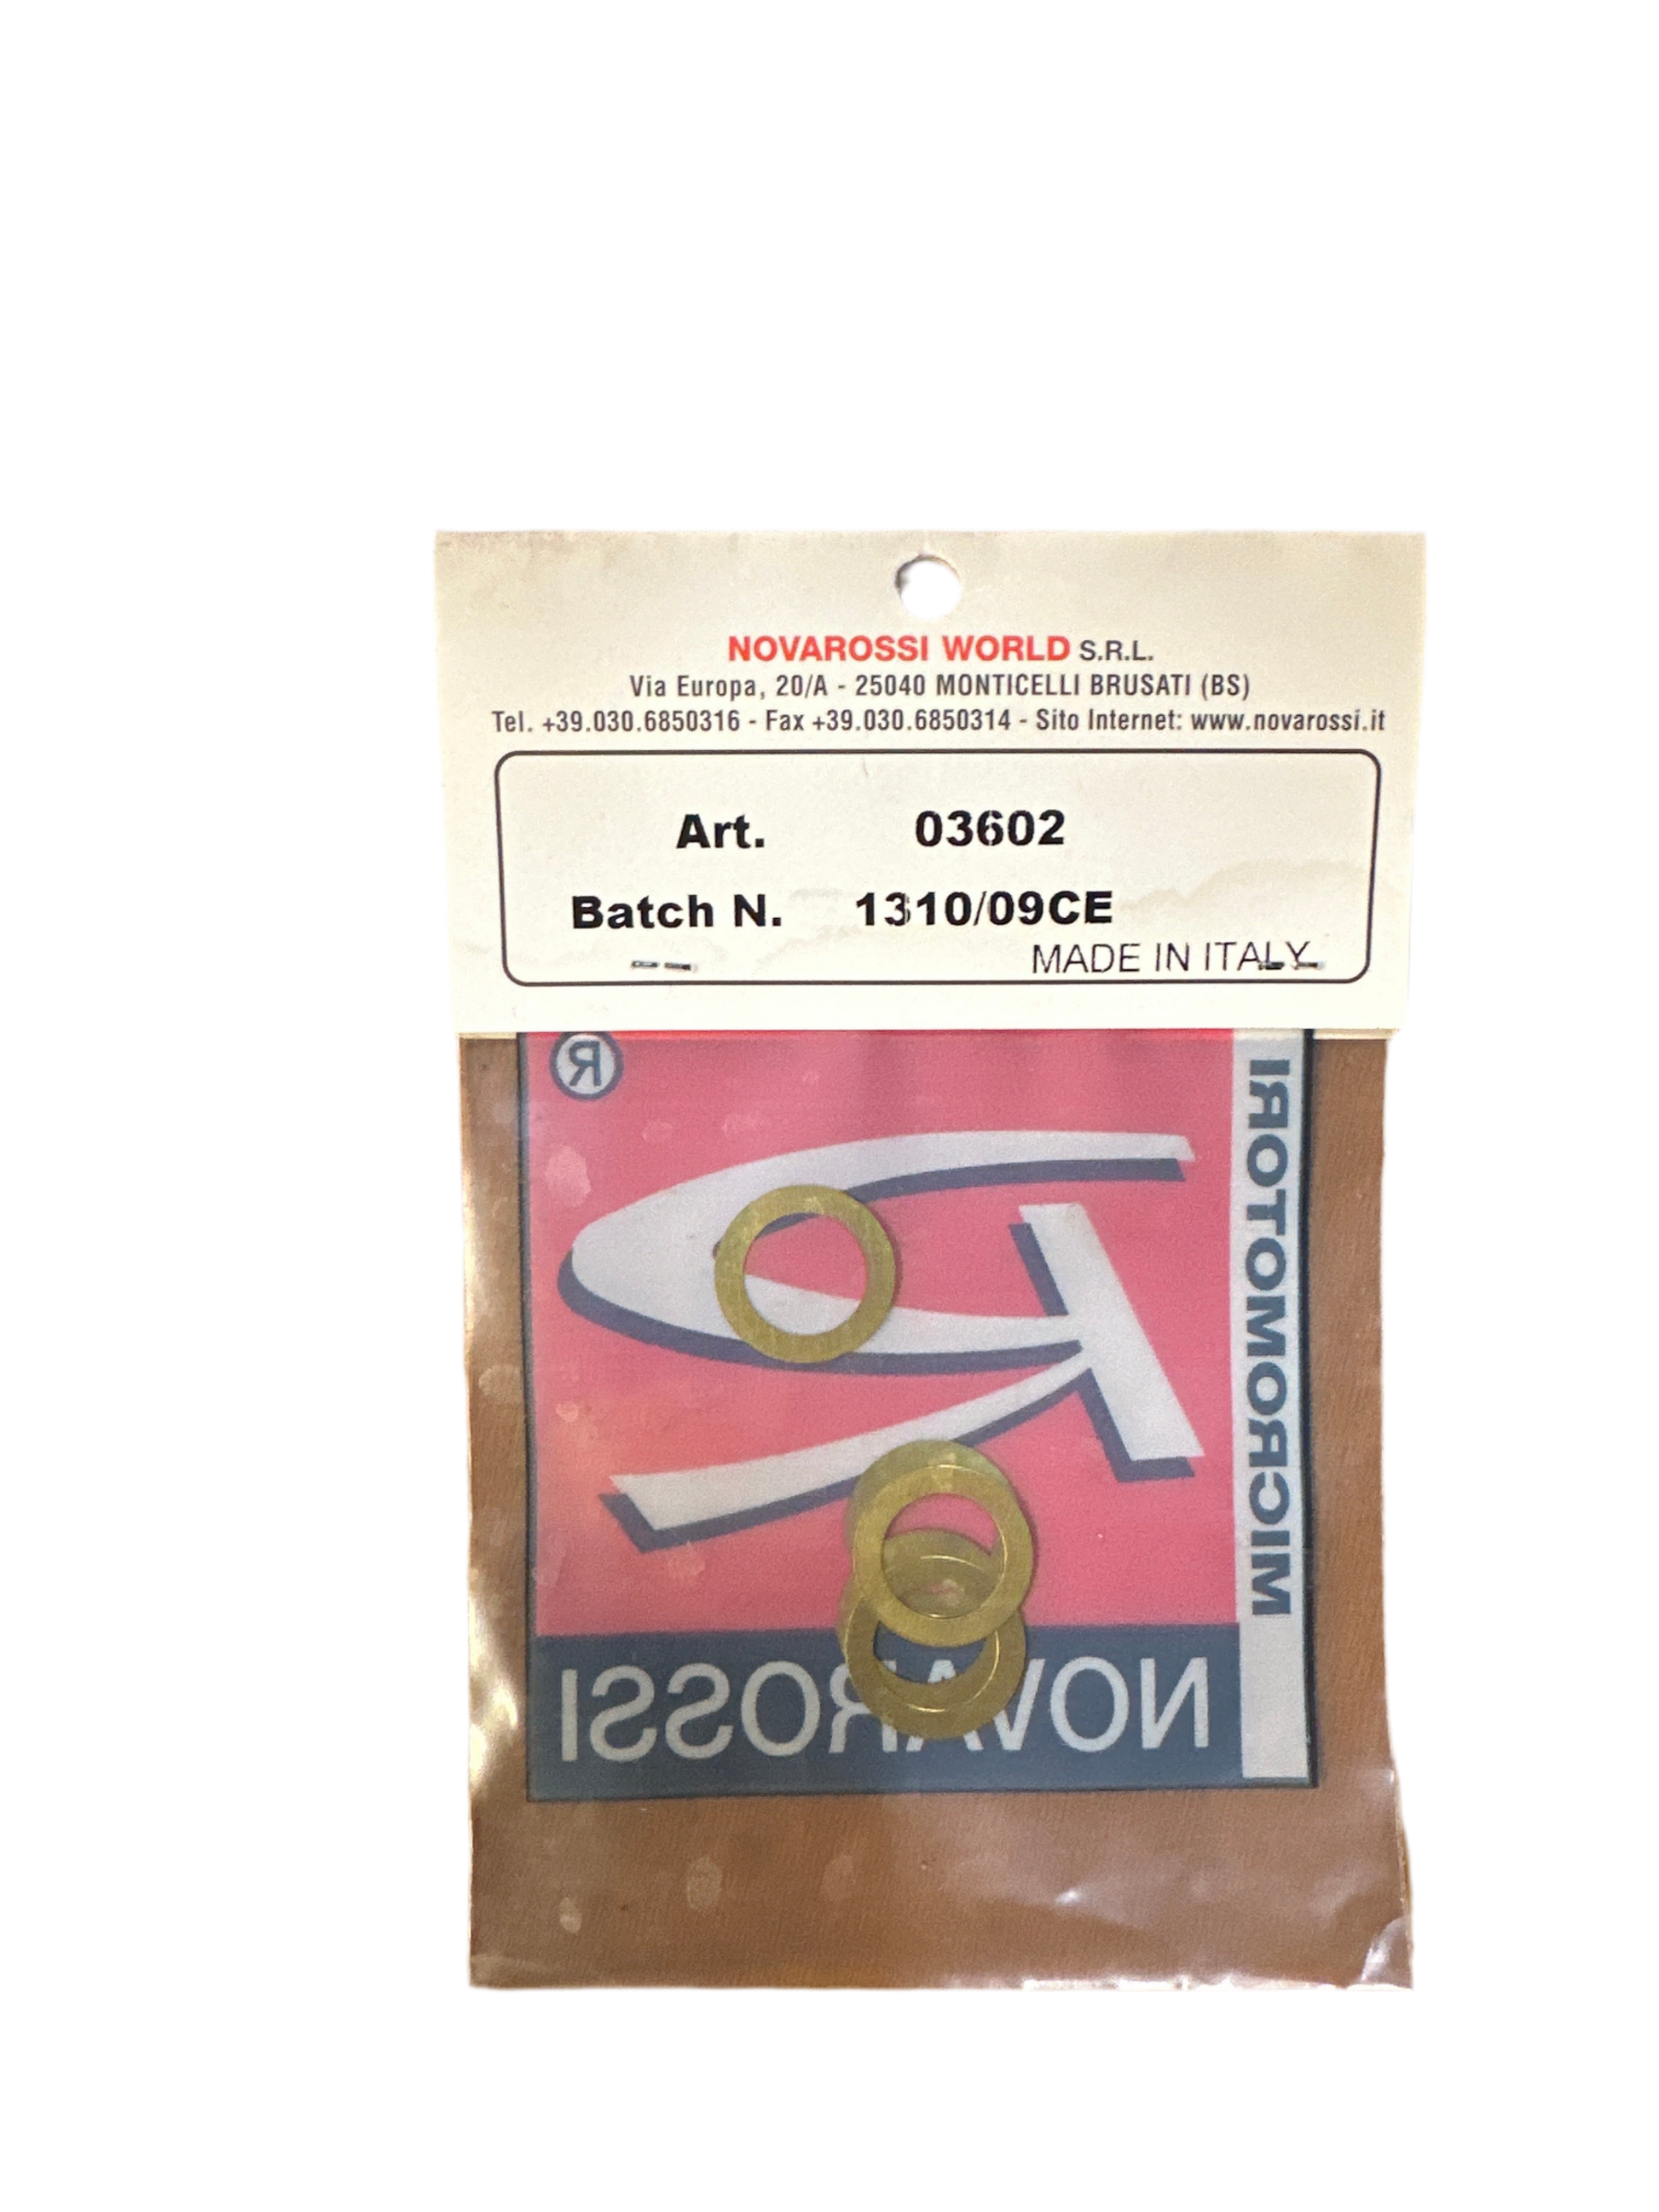 NOVAROSSI WORLD S.R.L.
Via Europa, 20/A - 25040 MONTICELLI BRUSATI (BS)
Tel. +39.030.6850316 - Fax +39.030.6850314 - Sito Internet: www.novarossi.it
Art. 03602
Batch N. 1310/09CE
MADE IN ITALY
®
MICROMOTORI
NOVAROSSI